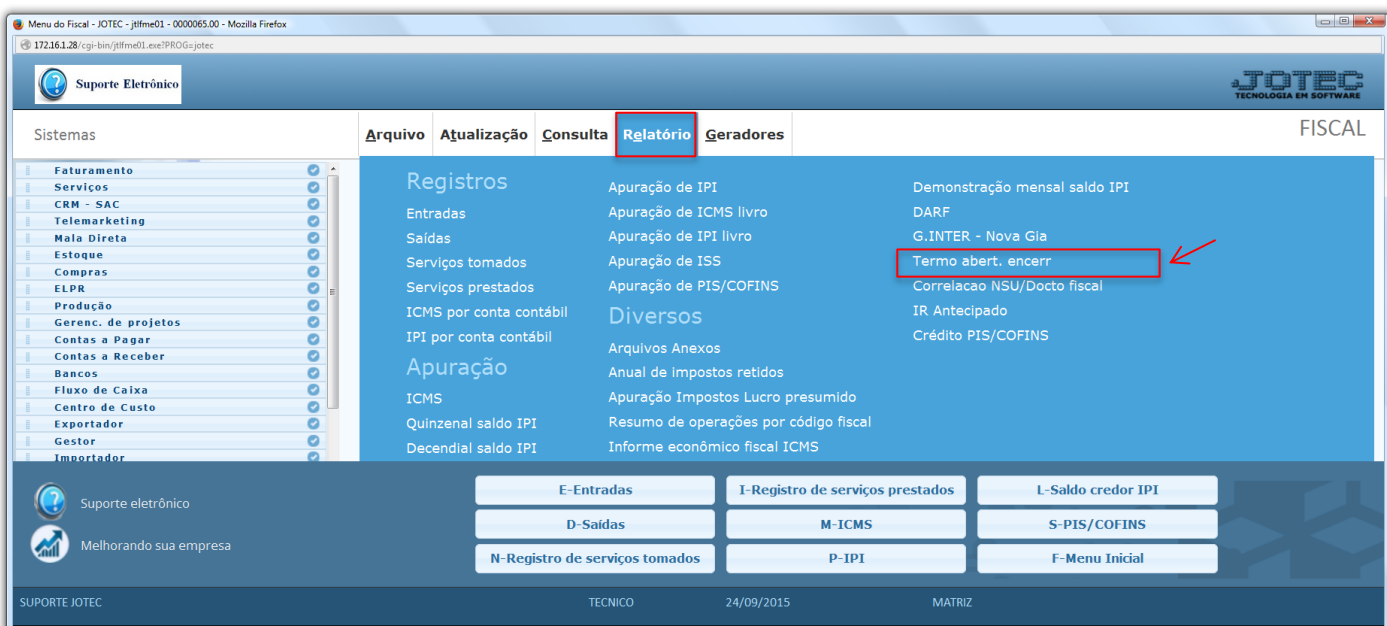 Menu do Fiscal - JOTEC - jtlfme01 - 0000065.00 - Mozilla Firefox
172.16.1.28/cgi-bin/jtlfme01.exe?PROG=jotec
Suporte Eletrônico
JOTEC
TECNOLOGIA EM SOFTWARE
Sistemas
Arquivo Atualização Consulta Relatório Geradores
FISCAL
Faturamento
Serviços
CRM - SAC
Telemarketing
Mala Direta
Estoque
Compras
ELPR
Produção
Gerenc. de projetos
Contas a Pagar
Contas a Receber
Bancos
Fluxo de Caixa
Centro de Custo
Exportador
Gestor
Importador
Registros
Entradas
Saídas
Serviços tomados
Serviços prestados
ICMS por conta contábil
IPI por conta contábil
Apuração
ICMS
Quinzenal saldo IPI
Decendial saldo IPI
Apuração de IPI
Apuração de ICMS livro
Apuração de IPI livro
Apuração de ISS
Apuração de PIS/COFINS
Diversos
Arquivos Anexos
Anual de impostos retidos
Apuração Impostos Lucro presumido
Resumo de operações por código fiscal
Informe econômico fiscal ICMS
Demonstração mensal saldo IPI
DARF
G.INTER - Nova Gia
Termo abert. encerr
Correlacao NSU/Docto fiscal
IR Antecipado
Crédito PIS/COFINS
Suporte eletrônico
Melhorando sua empresa
E-Entradas
I-Registro de serviços prestados
L-Saldo credor IPI
D-Saídas
M-ICMS
S-PIS/COFINS
N-Registro de serviços tomados
P-IPI
F-Menu Inicial
SUPORTE JOTEC
TECNICO
24/09/2015
MATRIZ